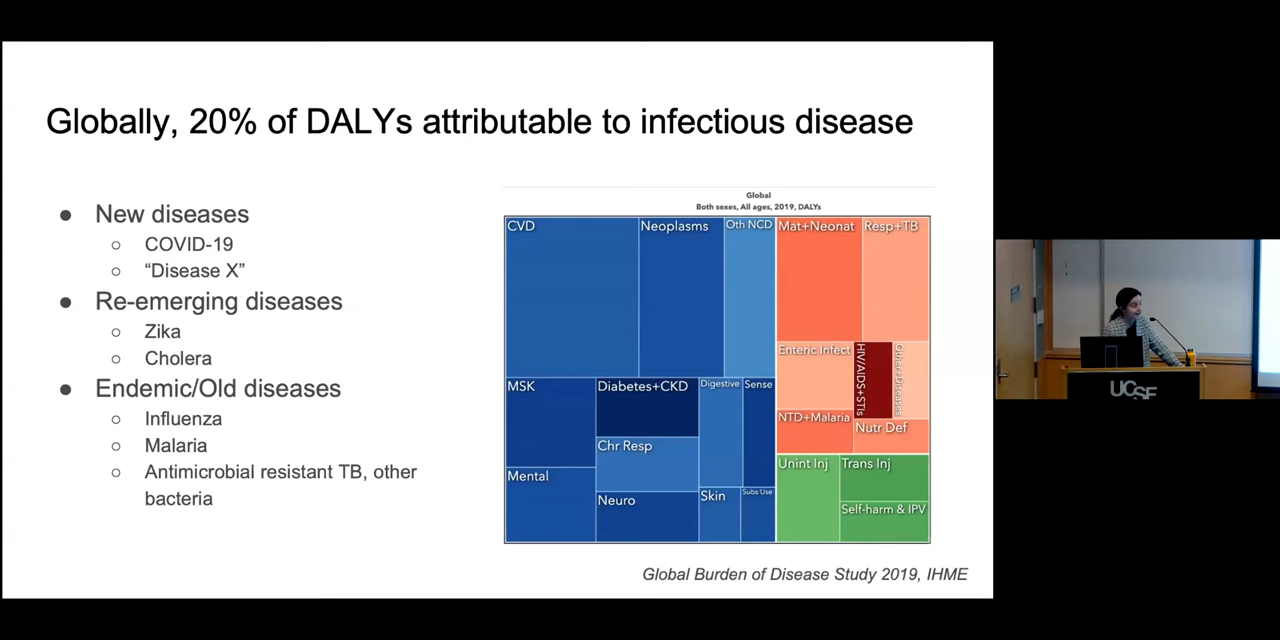 Globally, 20% of DALYs attributable to infectious disease
● New diseases
○ COVID-19
○ “Disease X”
● Re-emerging diseases
○ Zika
○ Cholera
● Endemic/Old diseases
○ Influenza
○ Malaria
○ Antimicrobial resistant TB, other
bacteria
Global
Both sexes, All ages, 2019, DALYs
CVD
Neoplasms
Oth NCD
Mat+Neonat
Resp+TB
Enteric Infect
HIV/AIDS+STIs
MSK
Diabetes+CKD
Digestive
Sense
NTD+Malaria
Nutr Def
Chr Resp
Unint Inj
Trans Inj
Mental
Neuro
Skin
Subs Use
Self-harm & IPV
Global Burden of Disease Study 2019, IHME
UCSF